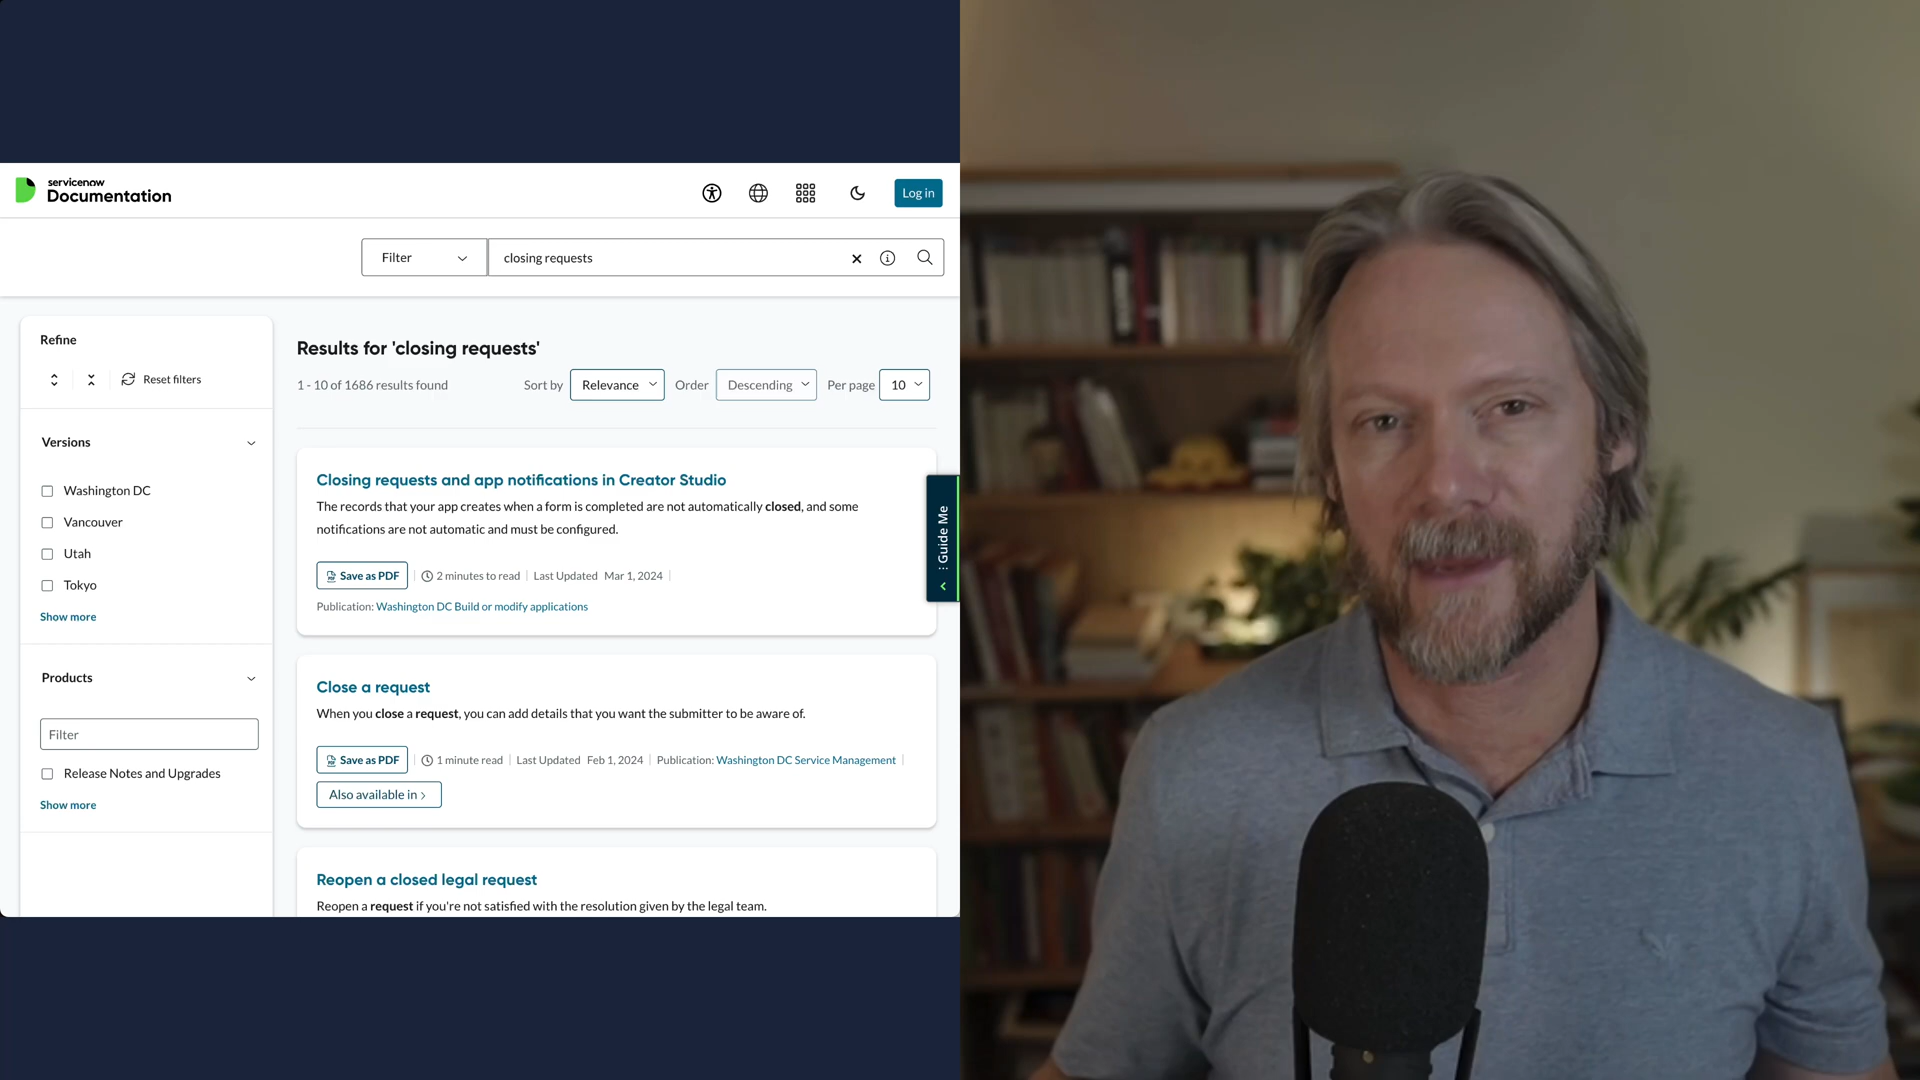 servicenow
Documentation
Log in
Filter
closing requests
Refine
Reset filters
Versions
Washington DC
Vancouver
Utah
Tokyo
Show more
Products
Filter
Release Notes and Upgrades
Show more
Results for 'closing requests'
1 - 10 of 1686 results found
Sort by Relevance Order Descending Per page 10
Closing requests and app notifications in Creator Studio
The records that your app creates when a form is completed are not automatically closed, and some
notifications are not automatic and must be configured.
Save as PDF 2 minutes to read Last Updated Mar 1, 2024
Publication: Washington DC Build or modify applications
Close a request
When you close a request, you can add details that you want the submitter to be aware of.
Save as PDF 1 minute read Last Updated Feb 1, 2024 Publication: Washington DC Service Management
Also available in
Reopen a closed legal request
Reopen a request if you're not satisfied with the resolution given by the legal team.
Guide Me